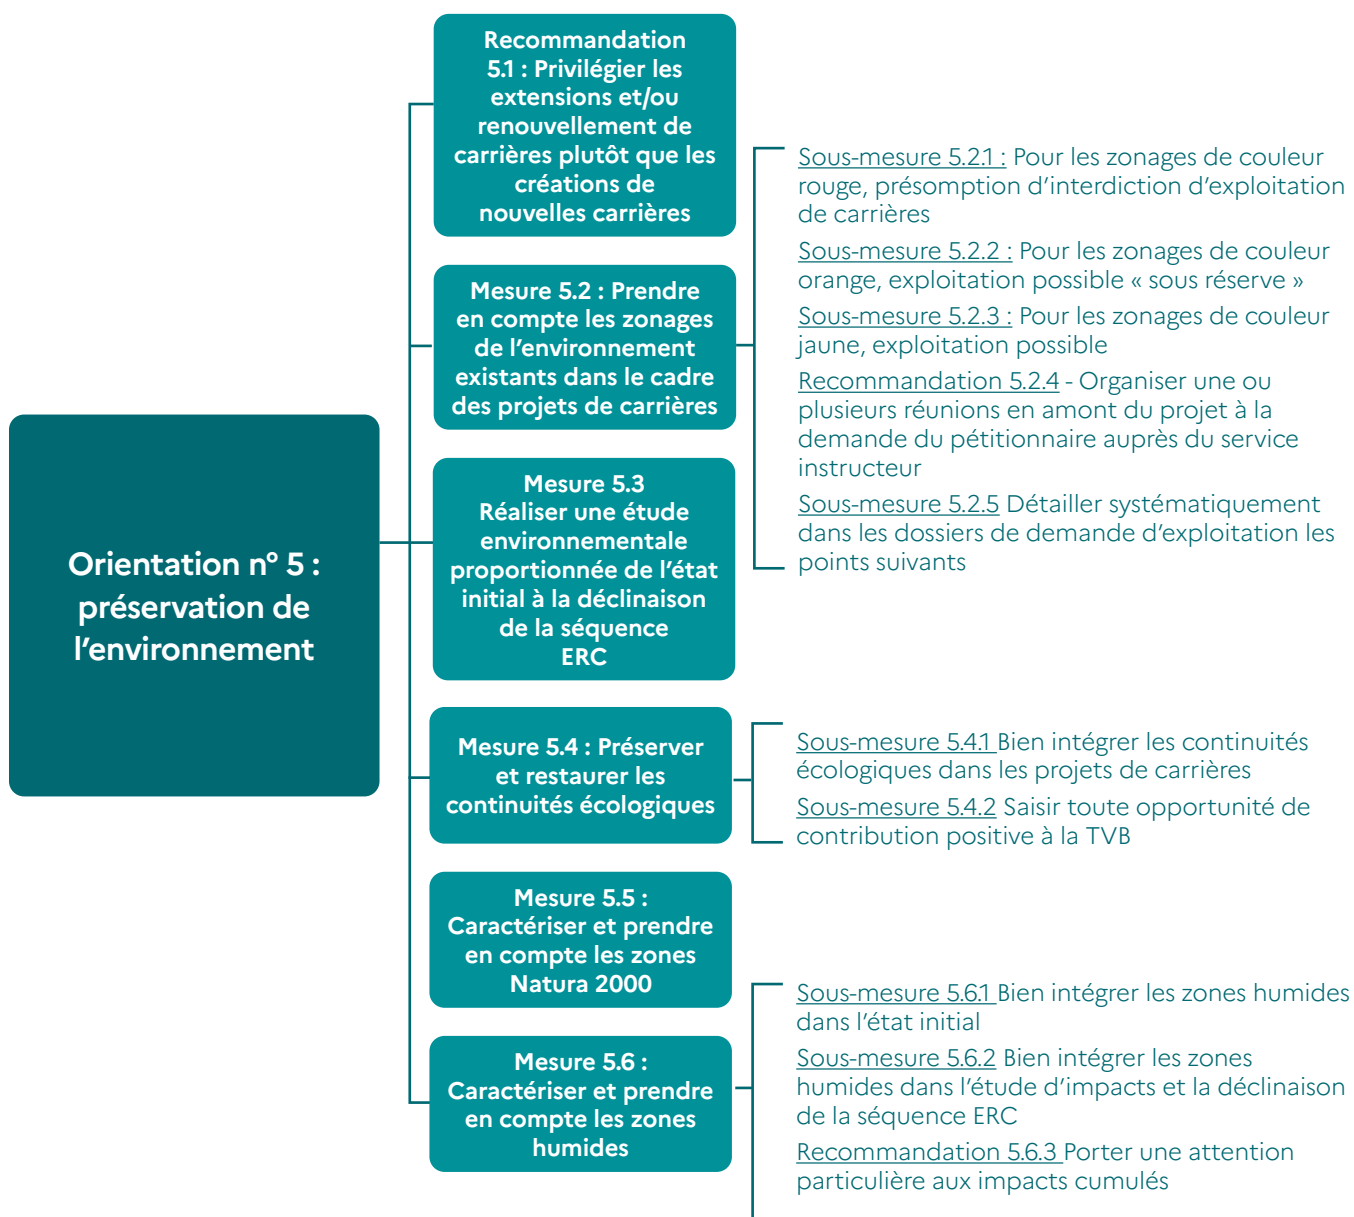 Orientation n° 5 :
préservation de
l'environnement
Recommandation
5.1 : Privilégier les
extensions et/ou
renouvellement de
carrières plutôt que les
créations de
nouvelles carrières
Mesure 5.2 : Prendre
en compte les zonages
de l'environnement
existants dans le cadre
des projets de carrières
Sous-mesure 5.2.1 : Pour les zonages de couleur
rouge, présomption d'interdiction d'exploitation
de carrières
Sous-mesure 5.2.2 : Pour les zonages de couleur
orange, exploitation possible « sous réserve »
Sous-mesure 5.2.3 : Pour les zonages de couleur
jaune, exploitation possible
Recommandation 5.2.4 - Organiser une ou
plusieurs réunions en amont du projet à la
demande du pétitionnaire auprès du service
instructeur
Sous-mesure 5.2.5 Détailler systématiquement
dans les dossiers de demande d'exploitation les
points suivants
Mesure 5.3
Réaliser une étude
environnementale
proportionnée de l'état
initial à la déclinaison
de la séquence
ERC
Mesure 5.4 : Préserver
et restaurer les
continuités écologiques
Sous-mesure 5.4.1 Bien intégrer les continuités
écologiques dans les projets de carrières
Sous-mesure 5.4.2 Saisir toute opportunité de
contribution positive à la TVB
Mesure 5.5 :
Caractériser et prendre
en compte les zones
Natura 2000
Mesure 5.6 :
Caractériser et prendre
en compte les zones
humides
Sous-mesure 5.6.1 Bien intégrer les zones humides
dans l'état initial
Sous-mesure 5.6.2 Bien intégrer les zones
humides dans l'étude d'impacts et la déclinaison
de la séquence ERC
Recommandation 5.6.3 Porter une attention
particulière aux impacts cumulés